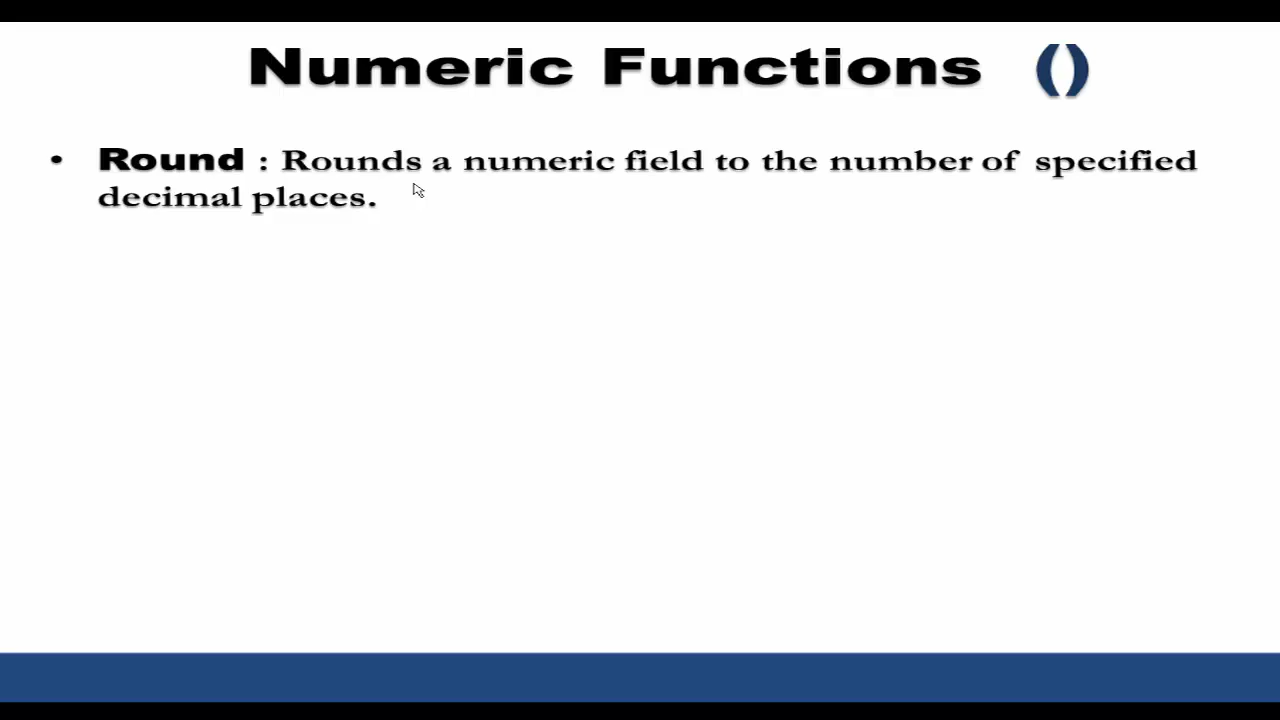 Numeric Functions ()
• Round : Rounds a numeric field to the number of specified
decimal places.